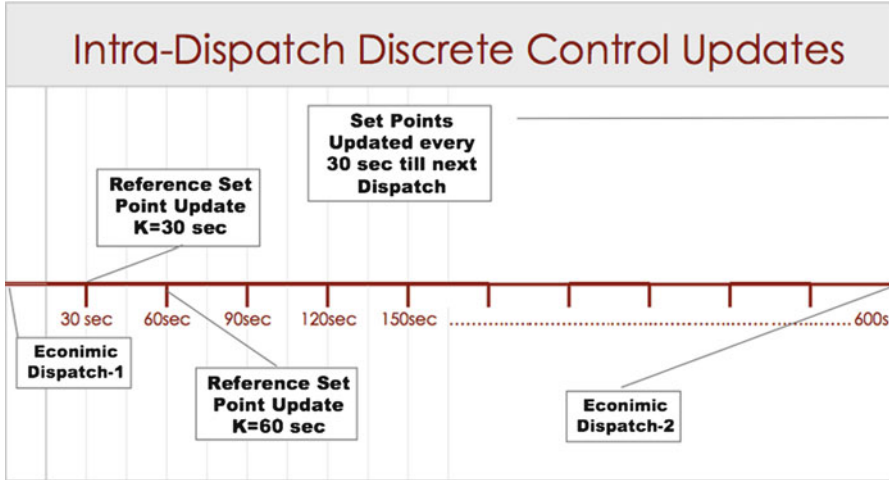 Intra-Dispatch Discrete Control Updates
Set Points
Updated every
30 sec till next
Dispatch
Reference Set
Point Update
K=30 sec
30 sec 60sec 90sec 120sec 150sec 600s
Econimic
Dispatch-1
Reference Set
Point Update
K=60 sec
Econimic
Dispatch-2